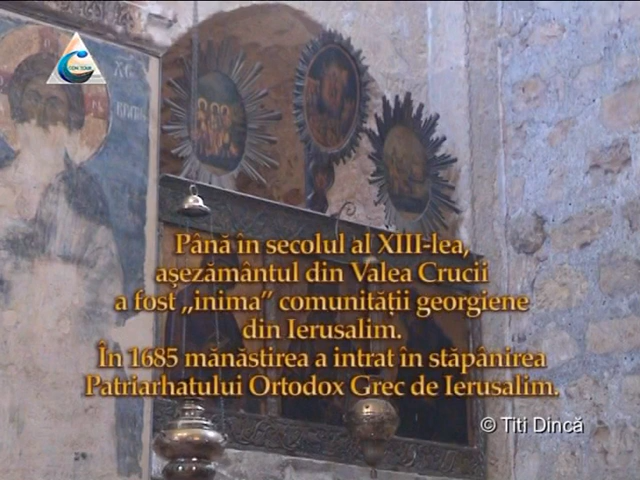 Până în secolul al XIII-lea,
așezământul din Valea Crucii
a fost „inima” comunității georgiene
din Ierusalim.
În 1685 mănăstirea a intrat în stăpânirea
Patriarhatului Ortodox Grec de Ierusalim.
© Titi Dincă